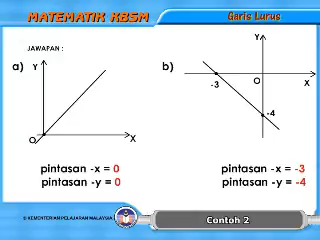 MATEMATIK KBSM
Garis Lurus
JAWAPAN :
a)
Y
O
X
pintasan -x = 0
pintasan -y = 0
b)
Y
O
X
-3
-4
pintasan -x = -3
pintasan -y = -4
© KEMENTERIAN PELAJARAN MALAYSIA
Contoh 2